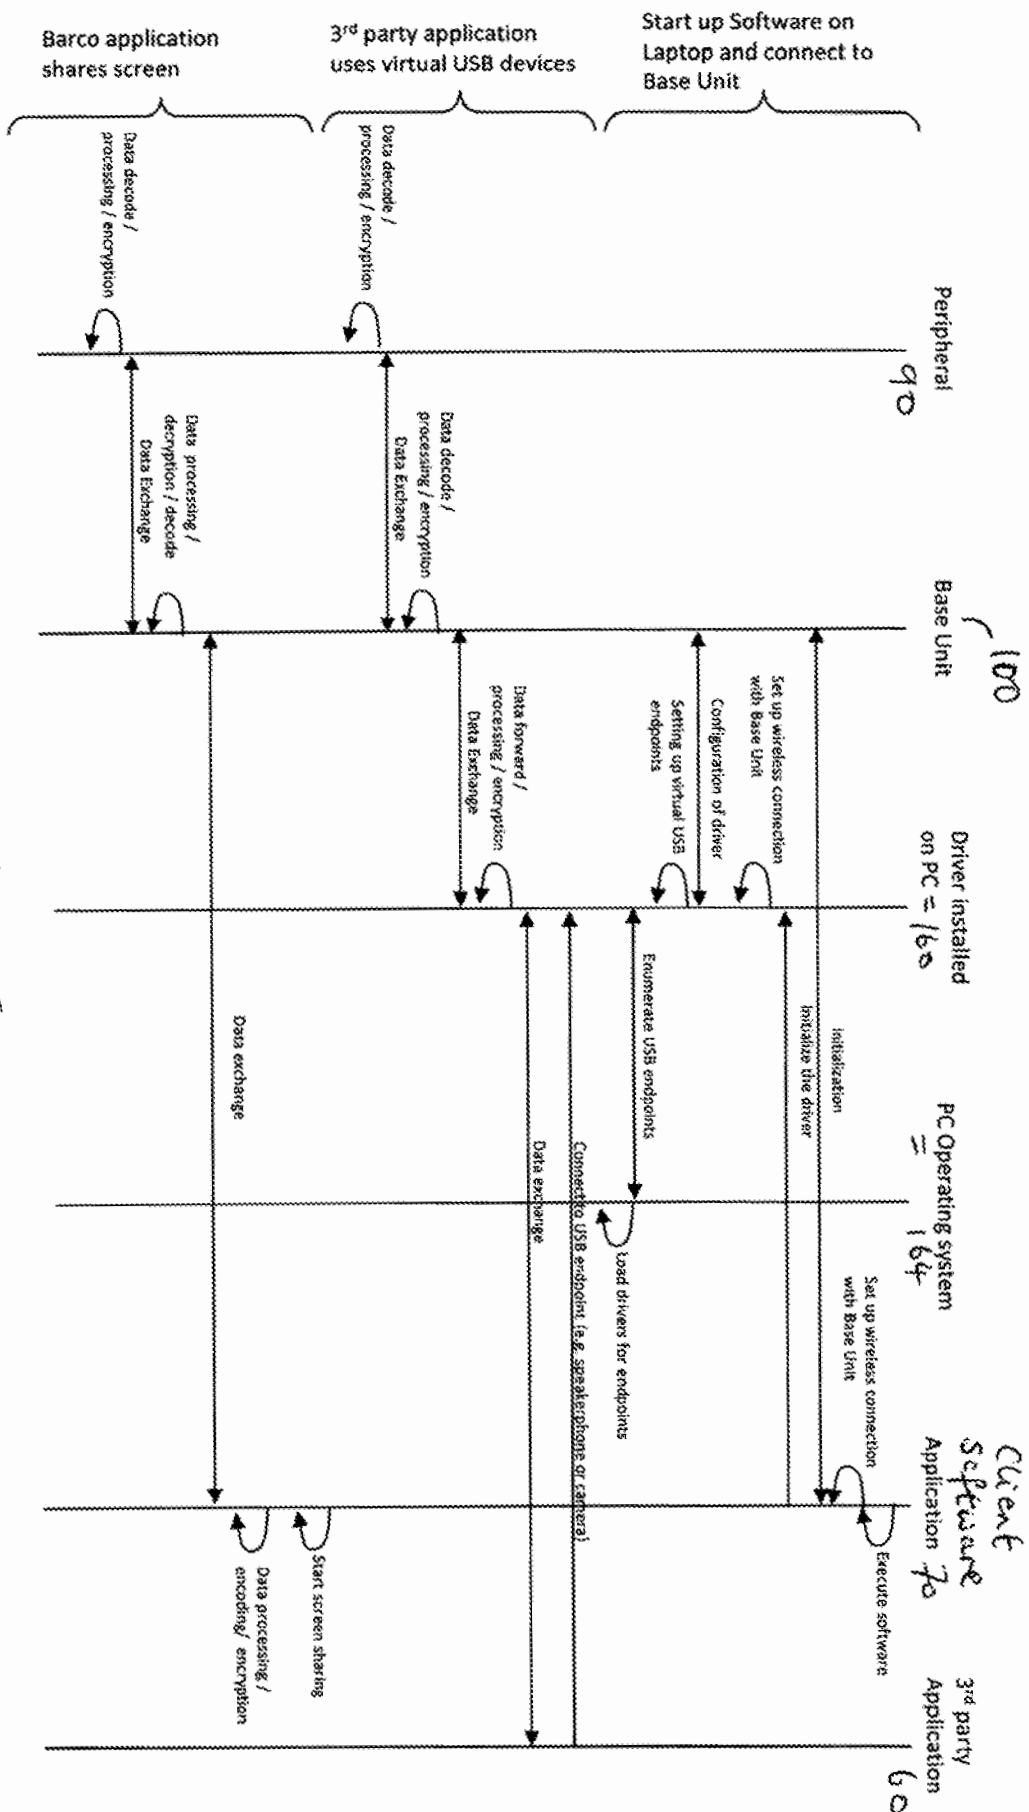 Start up Software on
Laptop and connect to
Base Unit
3rd party application
uses virtual USB devices
Barco application
shares screen
Peripheral
90
Base Unit
100
Driver installed
on PC = 160
PC Operating system
= 164
Client
Software
Application 70
3rd party
Application
60
Execute software
Set up wireless connection
with Base Unit
Initialization
Initialize the driver
Set up wireless connection
with Base Unit
Configuration of driver
Setting up virtual USB
endpoints
Enumerate USB endpoints
Load drivers for endpoints
Connect to USB endpoint (e.g. speakerphone or camera)
Data exchange
Data forward /
processing / encryption
Data Exchange
Data decode /
processing / encryption
Data Exchange
Data decode /
processing / encryption
Start screen sharing
Data processing /
encoding/ encryption
Data exchange
Data processing /
decryption / decode
Data Exchange
Data decode /
processing / encryption